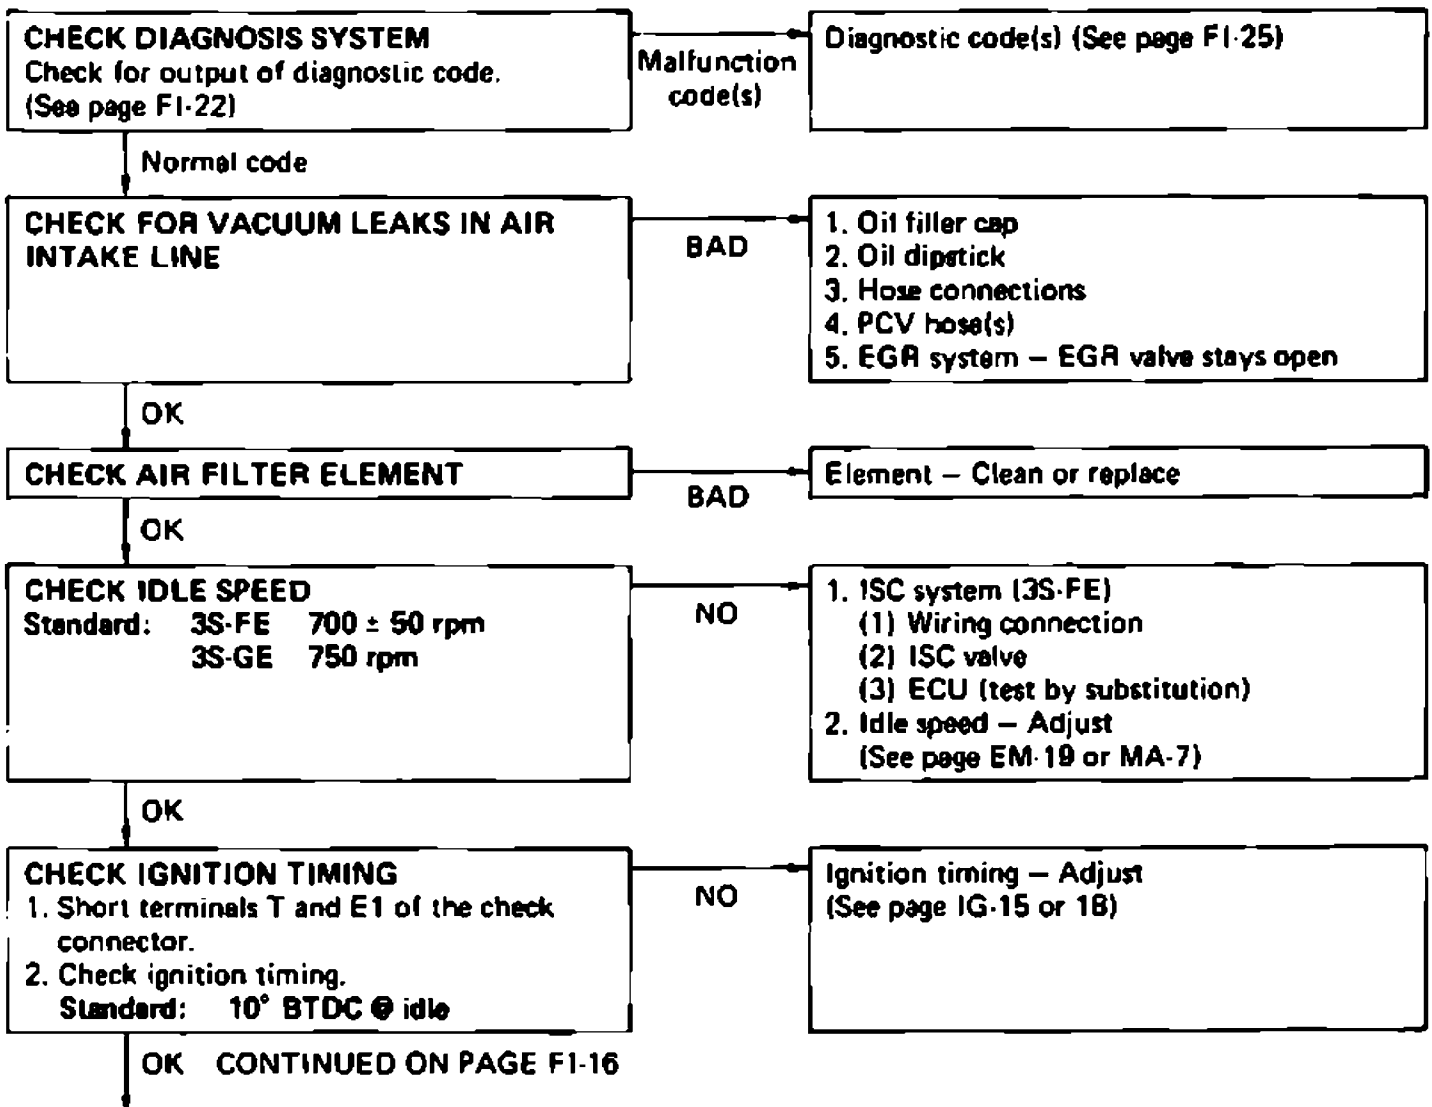 CHECK DIAGNOSIS SYSTEM
Check for output of diagnostic code.
(See page FI-22)
Malfunction
code(s)
Diagnostic code(s) (See page FI-25)
Normal code
CHECK FOR VACUUM LEAKS IN AIR
INTAKE LINE
BAD
1. Oil filler cap
2. Oil dipstick
3. Hose connections
4. PCV hose(s)
5. EGR system – EGR valve stays open
OK
CHECK AIR FILTER ELEMENT
BAD
Element – Clean or replace
OK
CHECK IDLE SPEED
Standard: 3S-FE 700 ± 50 rpm
3S-GE 750 rpm
NO
1. ISC system (3S-FE)
(1) Wiring connection
(2) ISC valve
(3) ECU (test by substitution)
2. Idle speed – Adjust
(See page EM-19 or MA-7)
OK
CHECK IGNITION TIMING
1. Short terminals T and E1 of the check
connector.
2. Check ignition timing.
Standard: 10° BTDC @ idle
NO
Ignition timing – Adjust
(See page IG-15 or 18)
OK CONTINUED ON PAGE FI-16